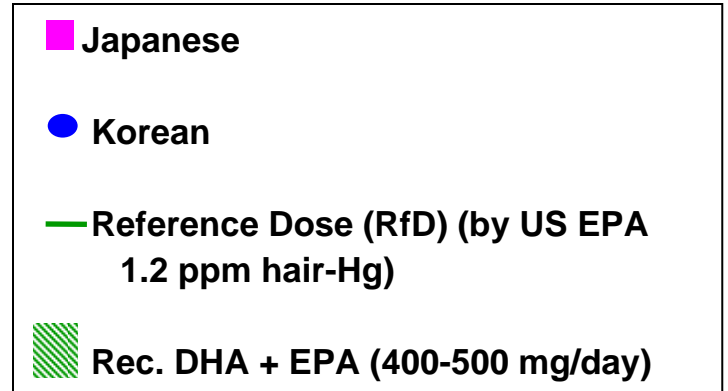 Japanese
Korean
Reference Dose (RfD) (by US EPA
1.2 ppm hair-Hg)
Rec. DHA + EPA (400-500 mg/day)